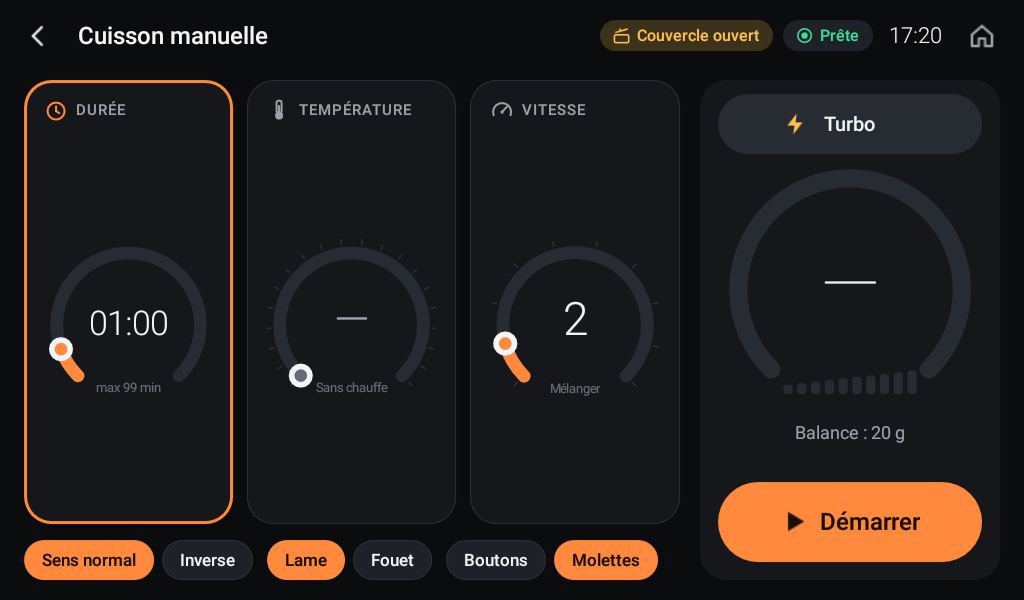 Cuisson manuelle
Couvercle ouvert
Prête
17:20
DURÉE
01:00
max 99 min
TEMPÉRATURE
—
Sans chauffe
VITESSE
2
Mélanger
Turbo
—
Balance : 20 g
Démarrer
Sens normal
Inverse
Lame
Fouet
Boutons
Molettes